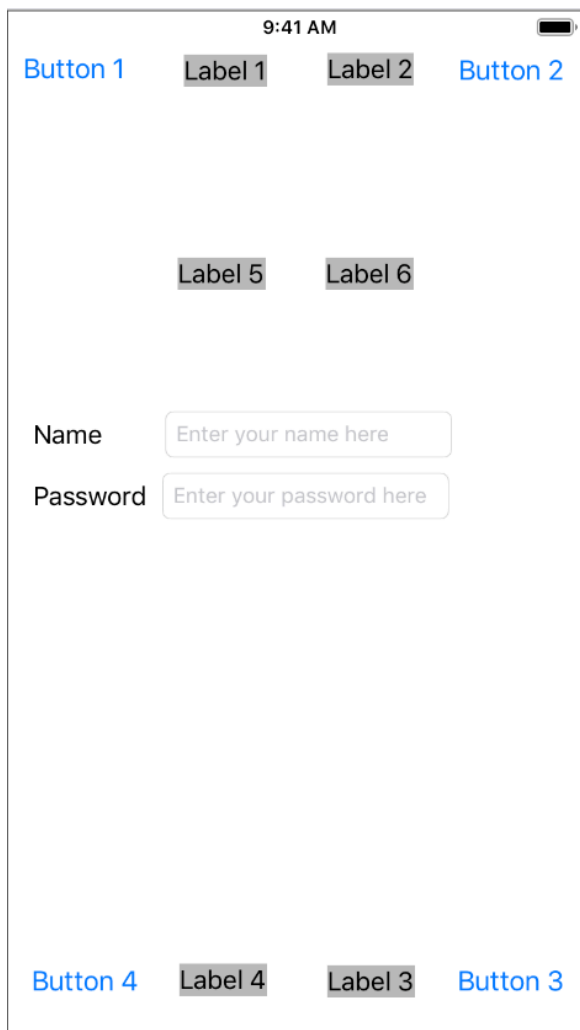 9:41 AM
Button 1 Label 1 Label 2 Button 2
Label 5 Label 6
Name Enter your name here
Password Enter your password here
Button 4 Label 4 Label 3 Button 3